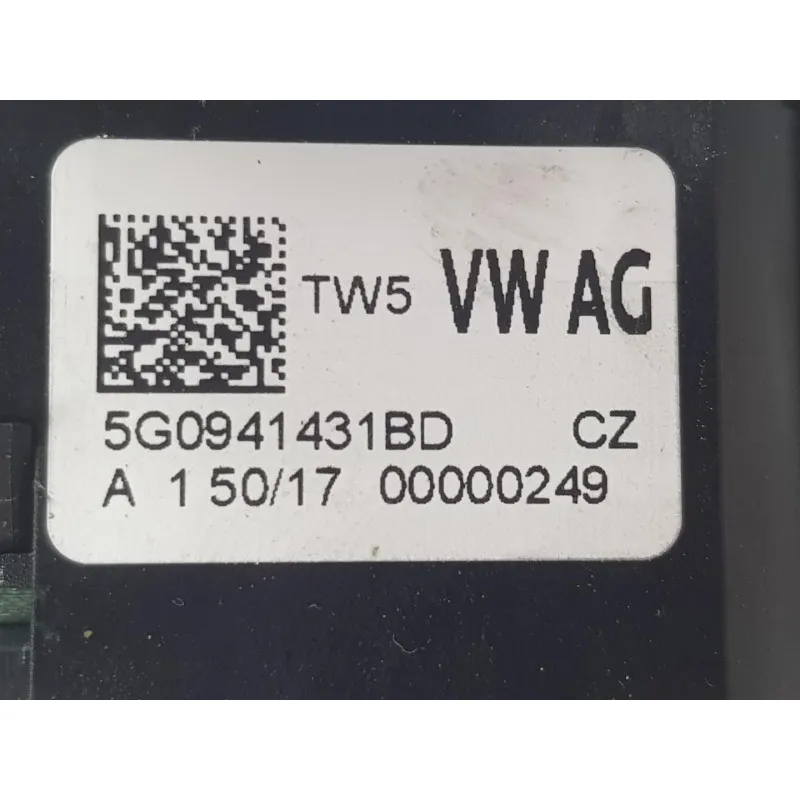 TW5 VW AG
5G0941431BD CZ
A 1 50/17 00000249